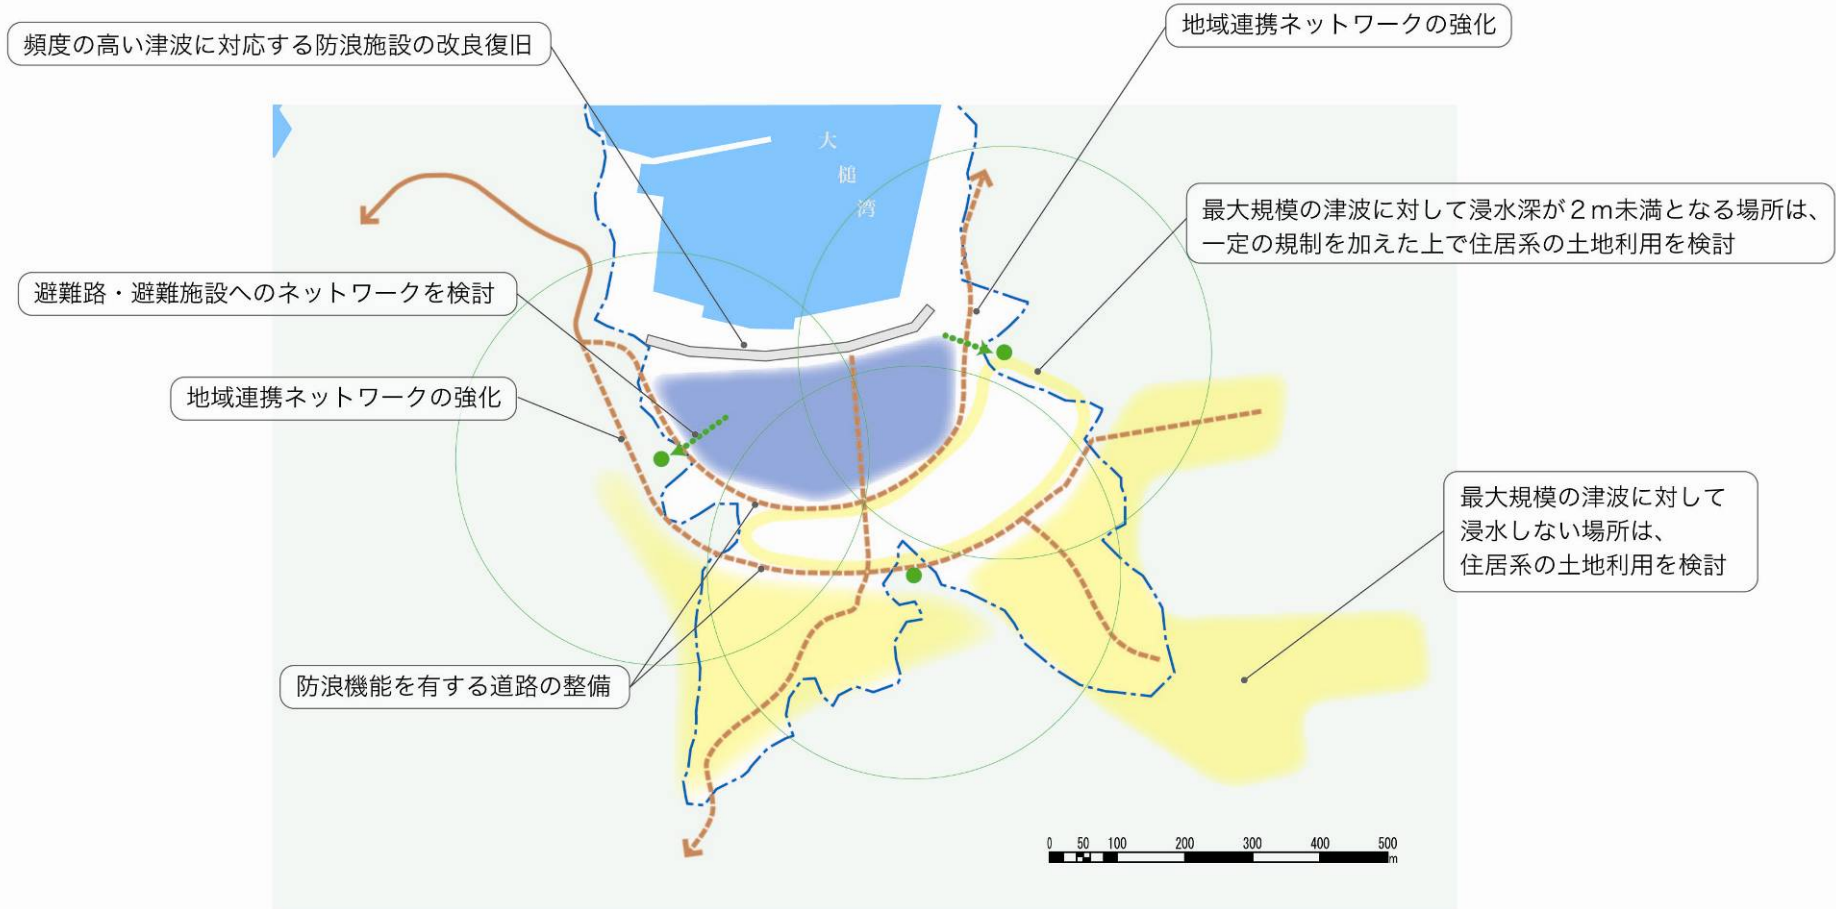 地域連携ネットワークの強化
頻度の高い津波に対応する防浪施設の改良復旧
大槌湾
最大規模の津波に対して浸水深が２ｍ未満となる場所は、
一定の規制を加えた上で住居系の土地利用を検討
避難路・避難施設へのネットワークを検討
地域連携ネットワークの強化
最大規模の津波に対して
浸水しない場所は、
住居系の土地利用を検討
防浪機能を有する道路の整備
0 50 100 200 300 400 500
m